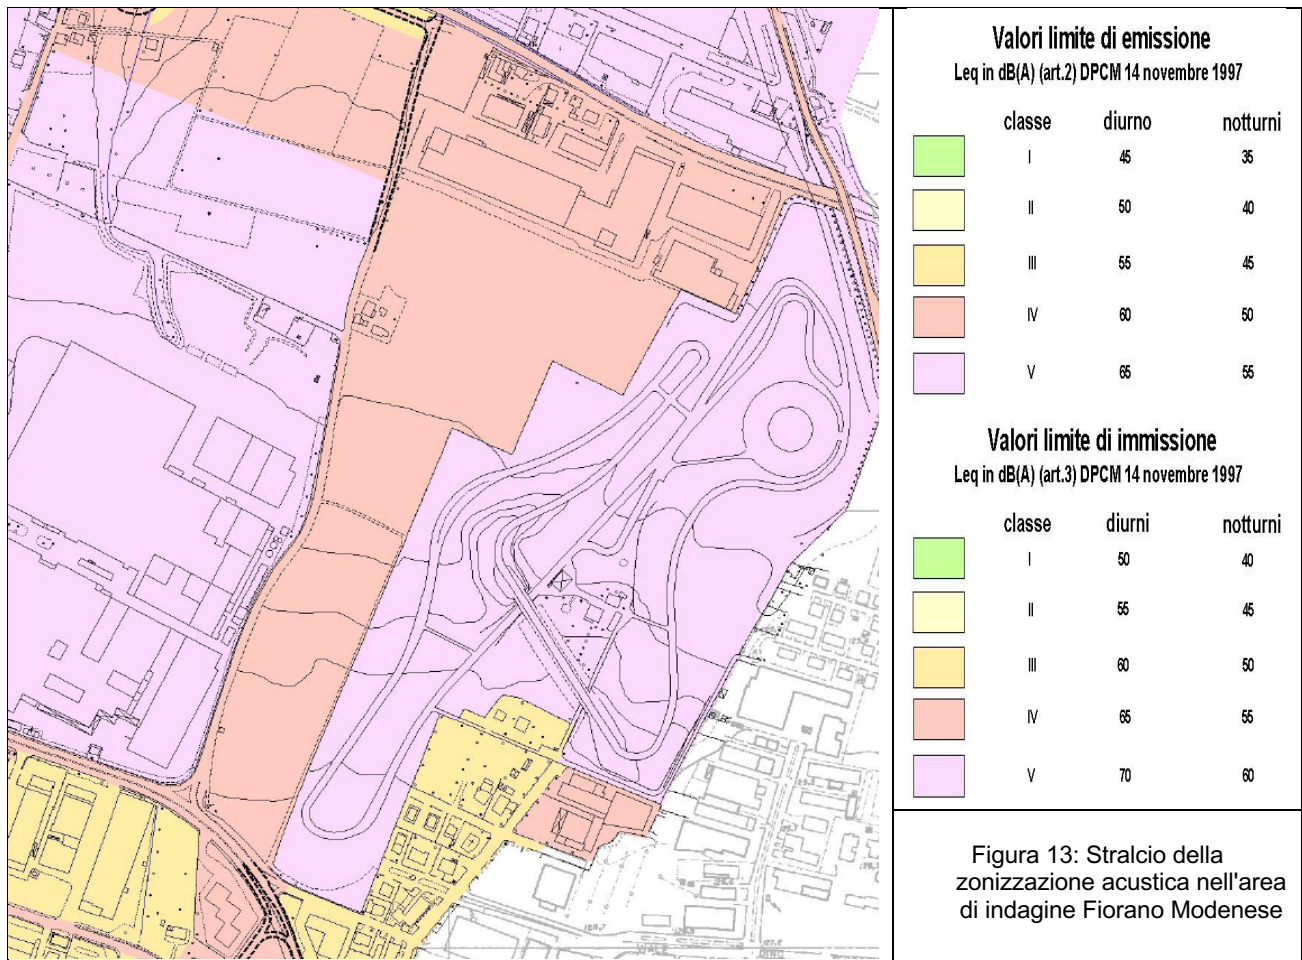 Valori limite di emissione
Leq in dB(A) (art.2) DPCM 14 novembre 1997
classe diurno notturni
I 45 35
II 50 40
III 55 45
IV 60 50
V 65 55
Valori limite di immissione
Leq in dB(A) (art.3) DPCM 14 novembre 1997
classe diurni notturni
I 50 40
II 55 45
III 60 50
IV 65 55
V 70 60
Figura 13: Stralcio della
zonizzazione acustica nell'area
di indagine Fiorano Modenese